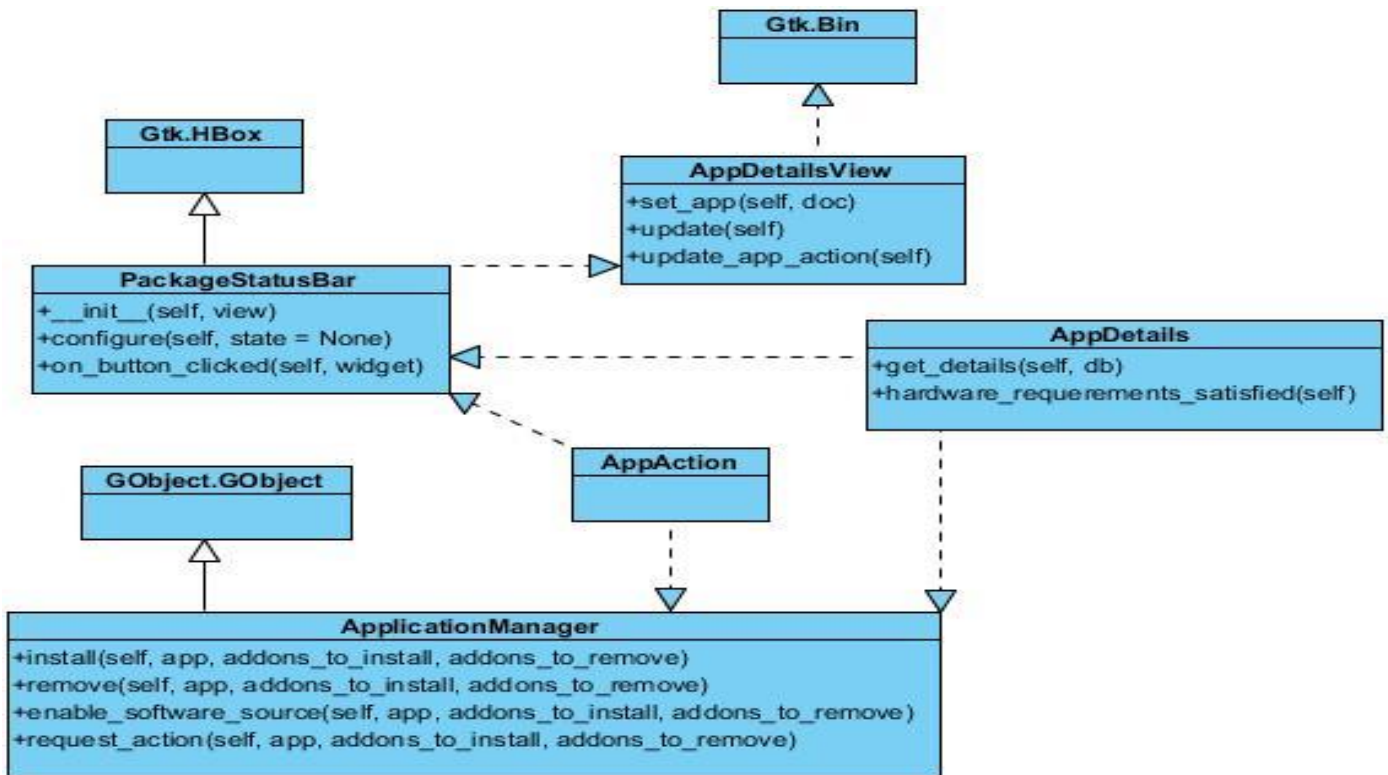 Gtk.Bin
Gtk.HBox
AppDetailsView
+set_app(self, doc)
+update(self)
+update_app_action(self)
PackageStatusBar
+__init__(self, view)
+configure(self, state = None)
+on_button_clicked(self, widget)
AppDetails
+get_details(self, db)
+hardware_requerements_satisfied(self)
AppAction
GObject.GObject
ApplicationManager
+install(self, app, addons_to_install, addons_to_remove)
+remove(self, app, addons_to_install, addons_to_remove)
+enable_software_source(self, app, addons_to_install, addons_to_remove)
+request_action(self, app, addons_to_install, addons_to_remove)